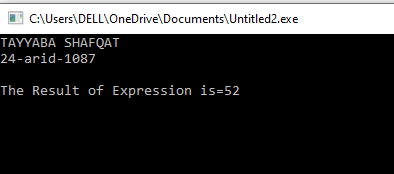 C:\Users\DELL\OneDrive\Documents\Untitled2.exe
TAYYABA SHAFQAT
24-arid-1087
The Result of Expression is=52